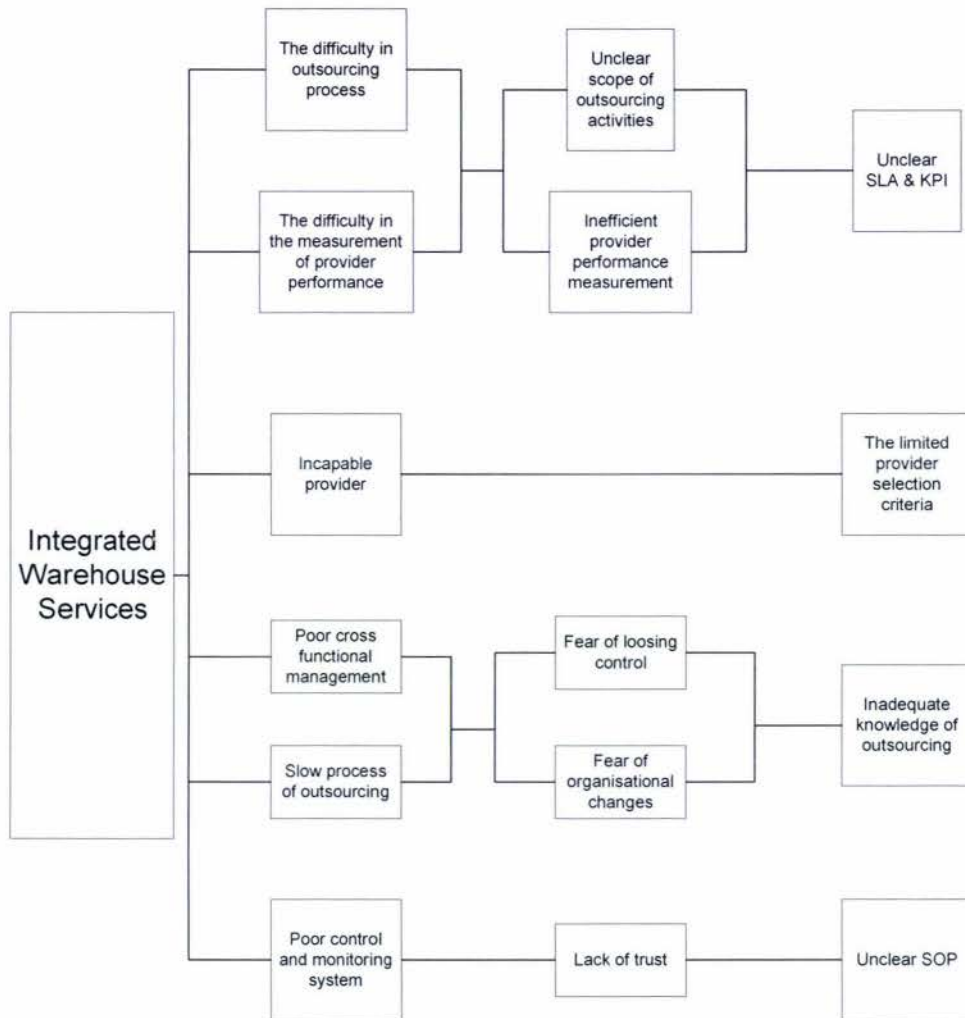 The difficulty in
outsourcing
process
Unclear
scope of
outsourcing
activities
Unclear
SLA & KPI
The difficulty in
the measurement
of provider
performance
Inefficient
provider
performance
measurement
Integrated
Warehouse
Services
Incapable
provider
The limited
provider
selection
criteria
Poor cross
functional
management
Fear of loosing
control
Inadequate
knowledge of
outsourcing
Slow process
of outsourcing
Fear of
organisational
changes
Poor control
and monitoring
system
Lack of trust
Unclear SOP